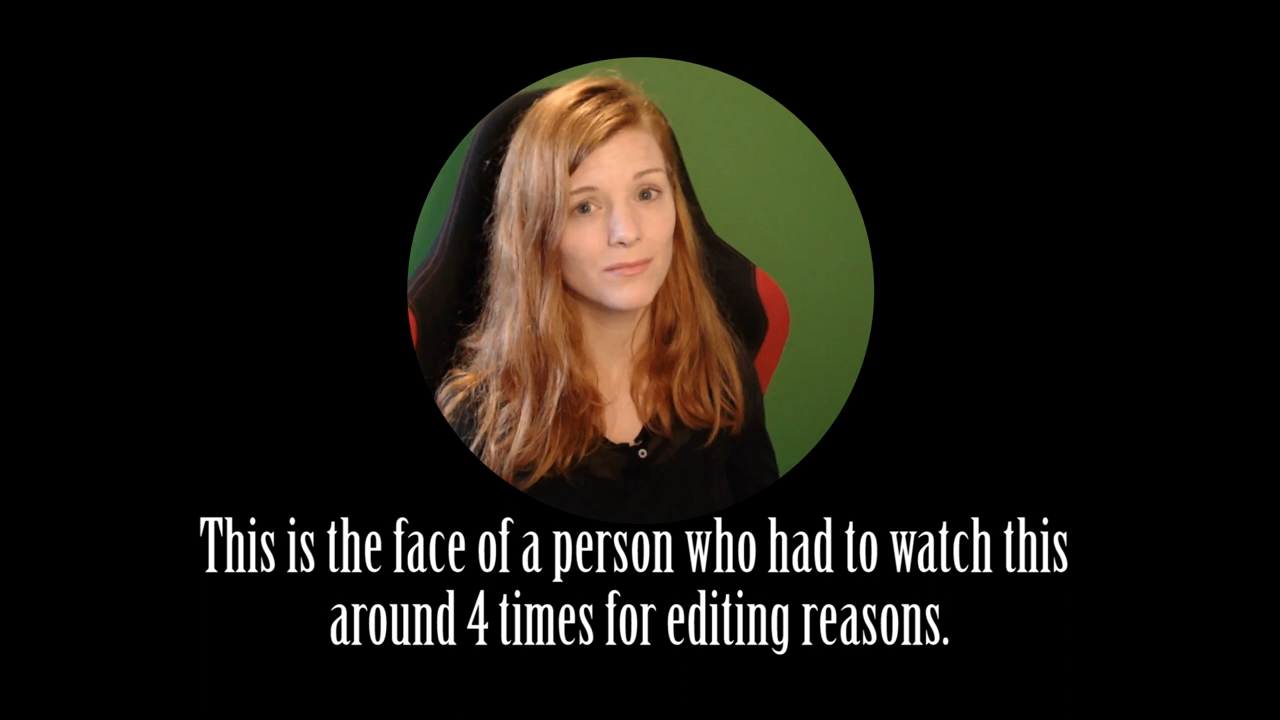 This is the face of a person who had to watch this
around 4 times for editing reasons.